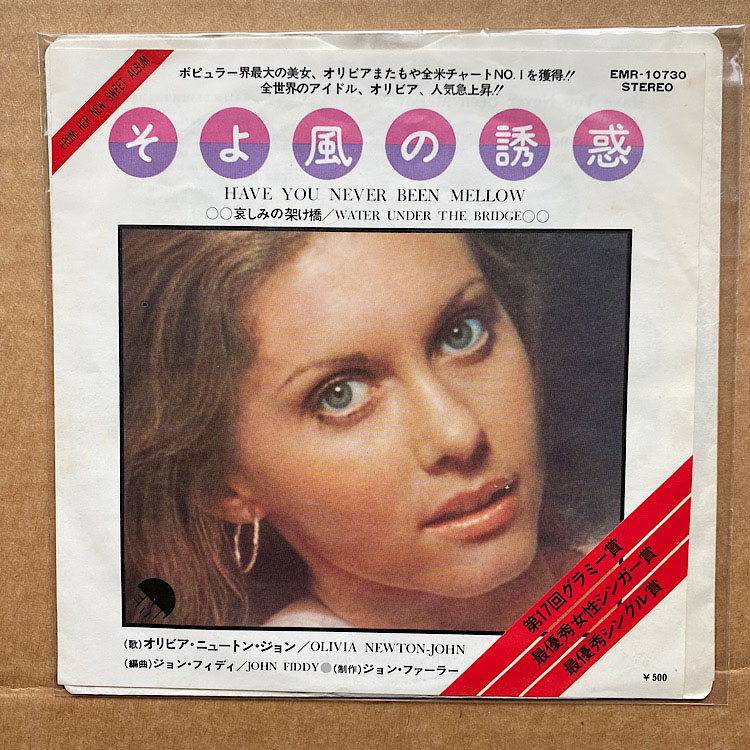 FROM HER NEW SWEET ALBUM
ポピュラー界最大の美女、オリビアまたもや全米チャートNO.1を獲得!!
全世界のアイドル、オリビア、人気急上昇!!
EMR-10730
STEREO
そよ風の誘惑
HAVE YOU NEVER BEEN MELLOW
○○哀しみの架け橋/WATER UNDER THE BRIDGE○○
EMI
第17回グラミー賞
最優秀女性シンガー賞
最優秀シングル賞
(歌)オリビア・ニュートン・ジョン/OLIVIA NEWTON-JOHN
(編曲)ジョン・フィディ/JOHN FIDDY●(制作)ジョン・ファーラー
¥500